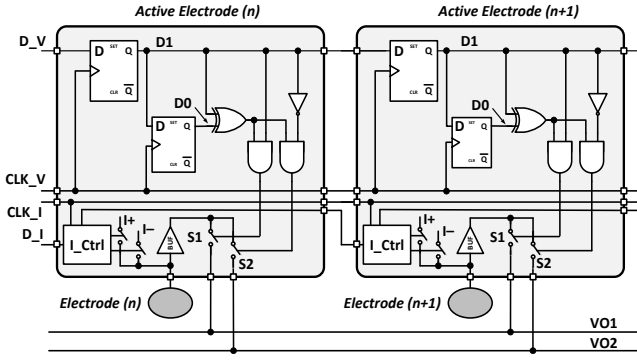 Active Electrode (n) Active Electrode (n+1)
D_V D SET Q D1 D SET Q D1
CLR Q CLR Q
D0 D0
D SET Q D SET Q
CLR Q CLR Q
CLK_V
CLK_I
I+ I− I+ I−
D_I I_Ctrl BUF S1 I_Ctrl BUF S1
S2 S2
Electrode (n) Electrode (n+1)
VO1
VO2